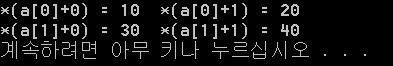 *(a[0]+0) = 10  *(a[0]+1) = 20
*(a[1]+0) = 30  *(a[1]+1) = 40
계속하려면 아무 키나 누르십시오 . . .